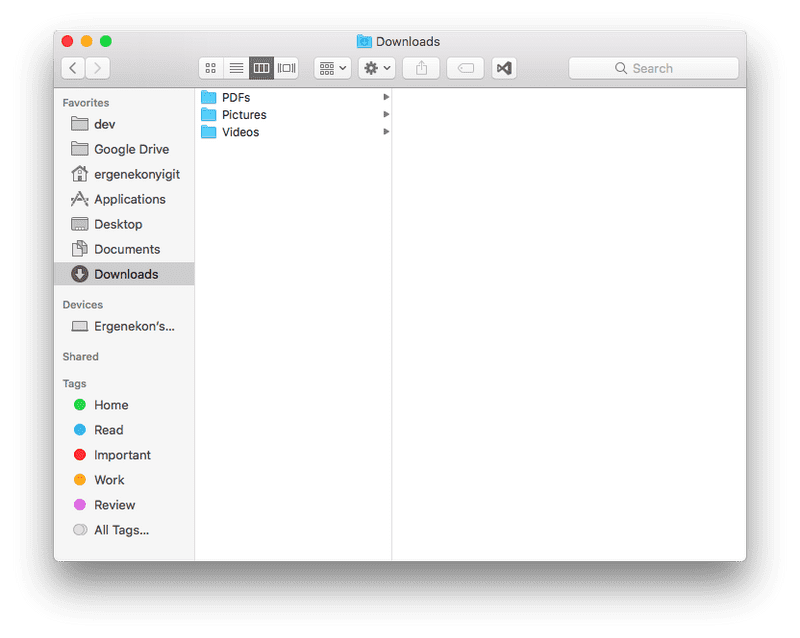 Downloads
Search
Favorites
dev
Google Drive
ergenekonyigit
Applications
Desktop
Documents
Downloads
Devices
Ergenekon's...
Shared
Tags
Home
Read
Important
Work
Review
All Tags...
PDFs
Pictures
Videos